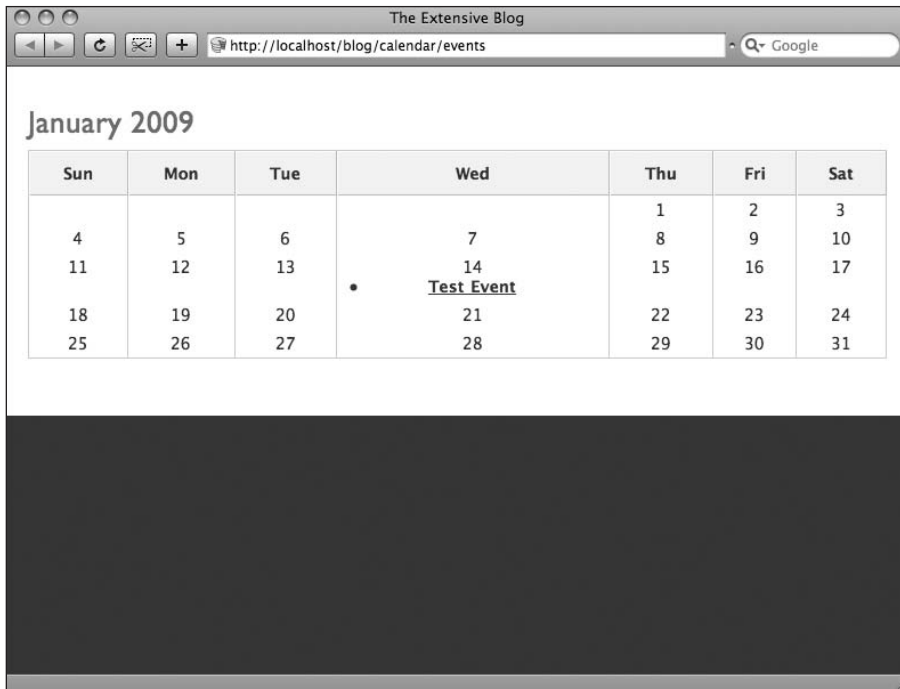 The Extensive Blog
http://localhost/blog/calendar/events
Google
January 2009
Sun Mon Tue Wed Thu Fri Sat
1 2 3
4 5 6 7 8 9 10
11 12 13 14 15 16 17
Test Event
18 19 20 21 22 23 24
25 26 27 28 29 30 31